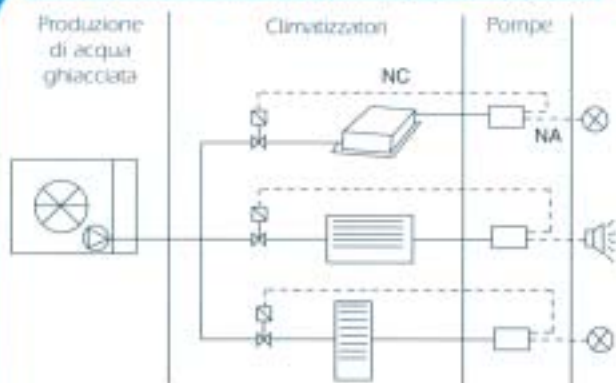 Produzione
di acqua
ghiacciata
Climatizzatori
Pompe
NC
NA